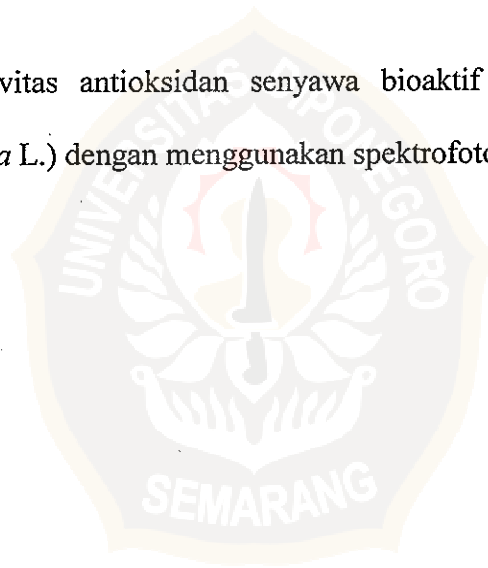 vitas antioksidan senyawa bioaktif
a L.) dengan menggunakan spektrofoto
UNIVERSITAS DIPONEGORO
SEMARANG